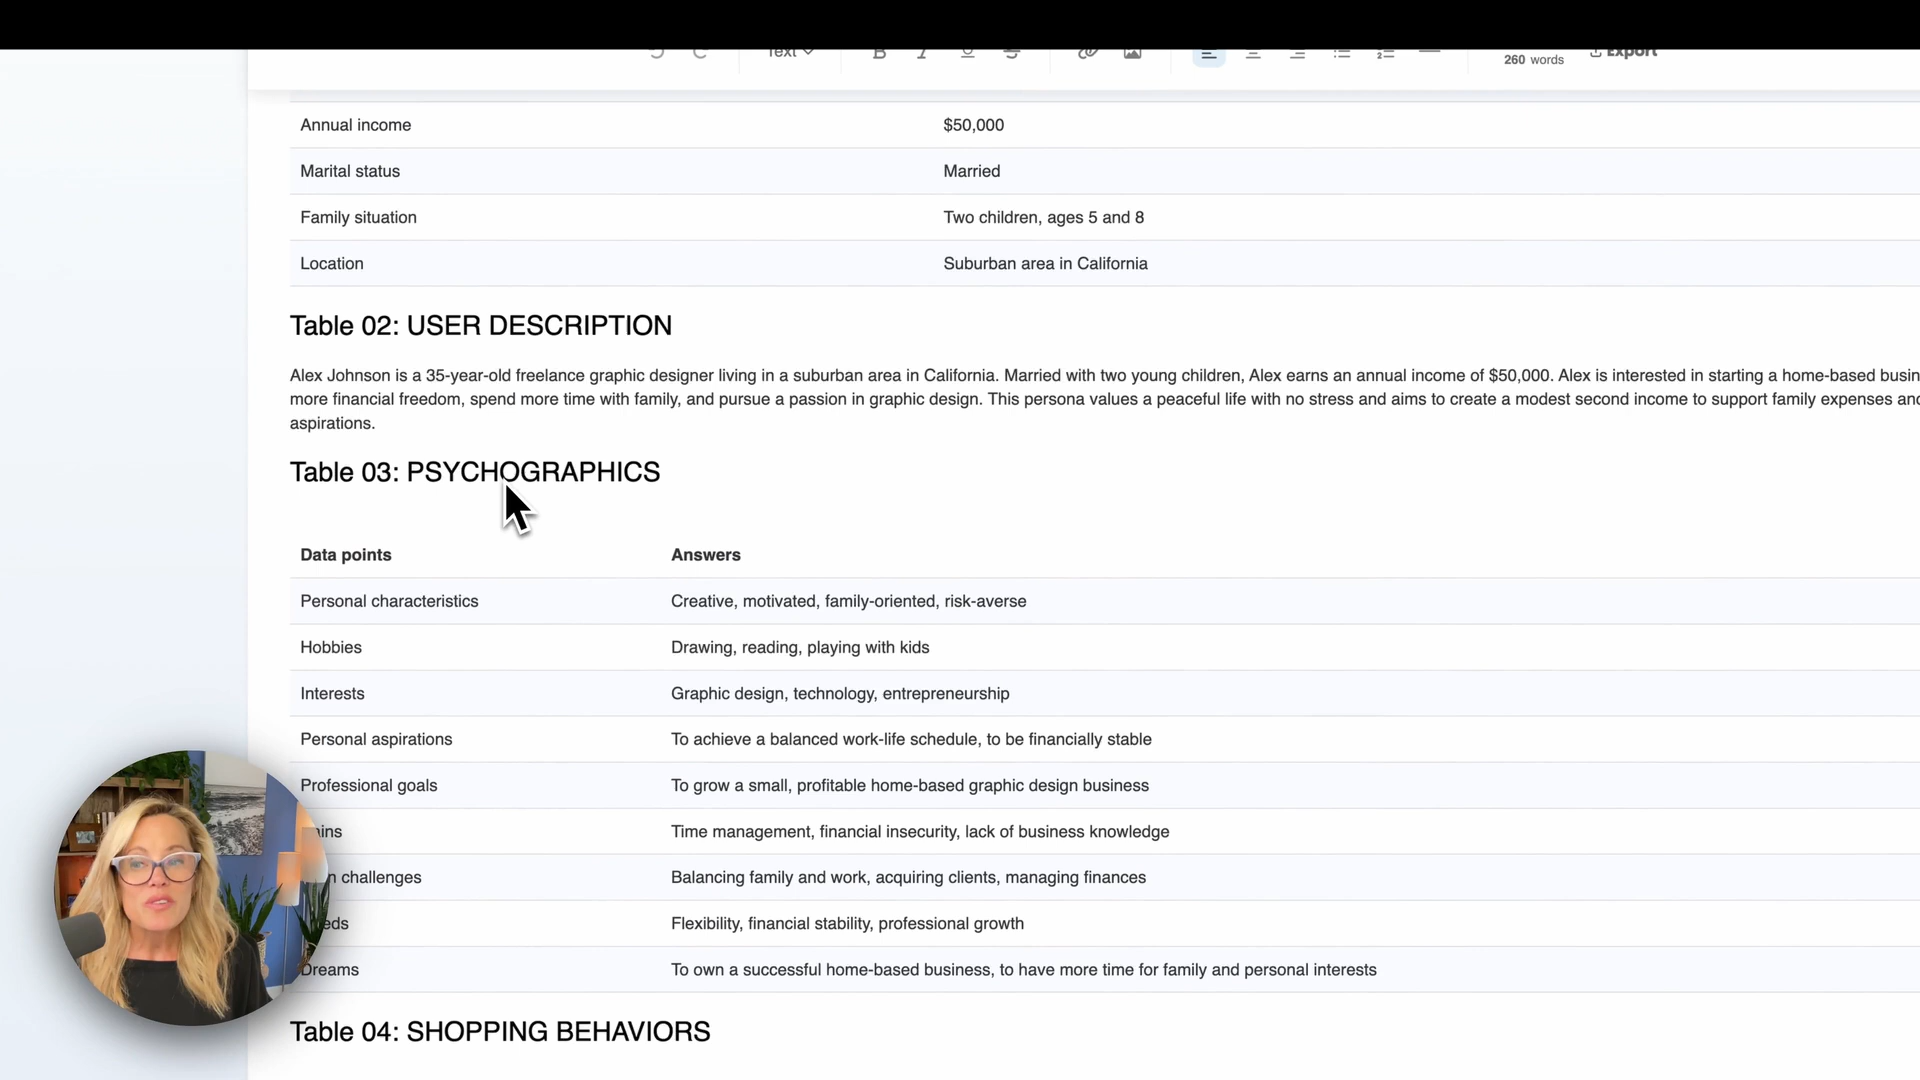 Text
B
260 words
Export
Annual income $50,000
Marital status Married
Family situation Two children, ages 5 and 8
Location Suburban area in California
Table 02: USER DESCRIPTION
Alex Johnson is a 35-year-old freelance graphic designer living in a suburban area in California. Married with two young children, Alex earns an annual income of $50,000. Alex is interested in starting a home-based busin
more financial freedom, spend more time with family, and pursue a passion in graphic design. This persona values a peaceful life with no stress and aims to create a modest second income to support family expenses and
aspirations.
Table 03: PSYCHOGRAPHICS
Data points Answers
Personal characteristics Creative, motivated, family-oriented, risk-averse
Hobbies Drawing, reading, playing with kids
Interests Graphic design, technology, entrepreneurship
Personal aspirations To achieve a balanced work-life schedule, to be financially stable
Professional goals To grow a small, profitable home-based graphic design business
ains Time management, financial insecurity, lack of business knowledge
challenges Balancing family and work, acquiring clients, managing finances
eds Flexibility, financial stability, professional growth
Dreams To own a successful home-based business, to have more time for family and personal interests
Table 04: SHOPPING BEHAVIORS